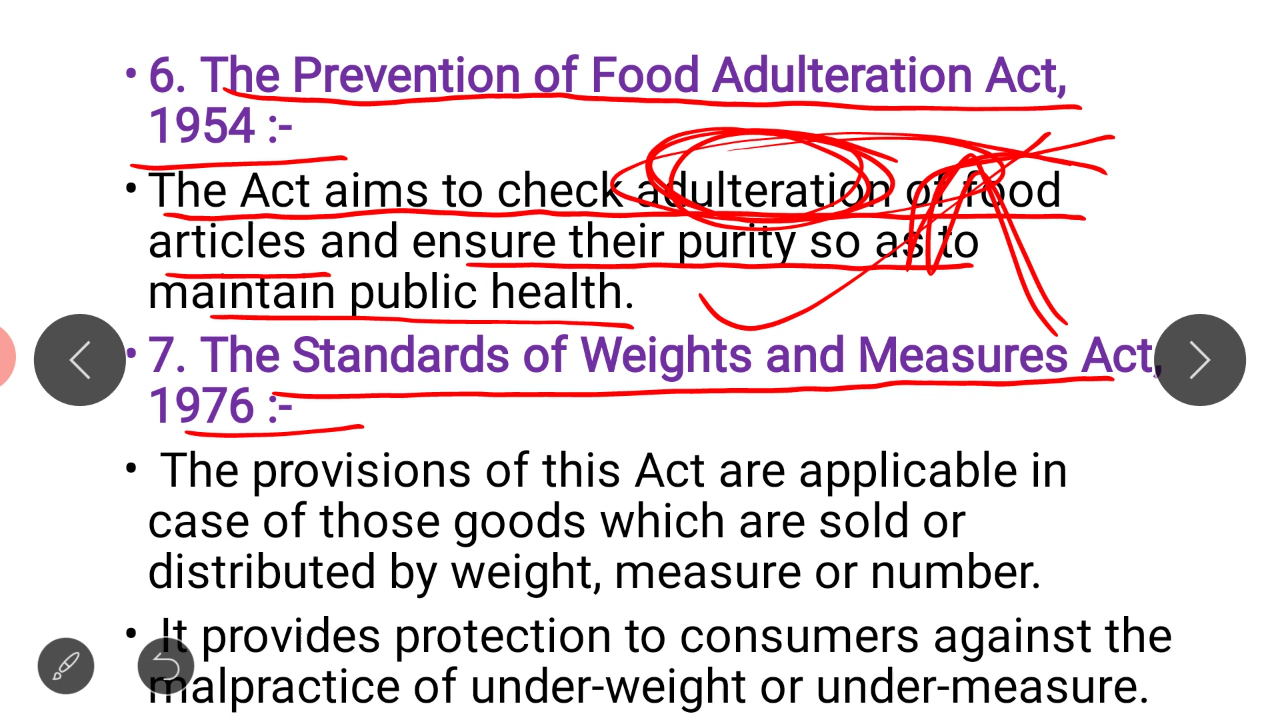 • 6. The Prevention of Food Adulteration Act,
1954 :-
• The Act aims to check adulteration of food
articles and ensure their purity so as to
maintain public health.
• 7. The Standards of Weights and Measures Act,
1976 :-
• The provisions of this Act are applicable in
case of those goods which are sold or
distributed by weight, measure or number.
• It provides protection to consumers against the
malpractice of under-weight or under-measure.